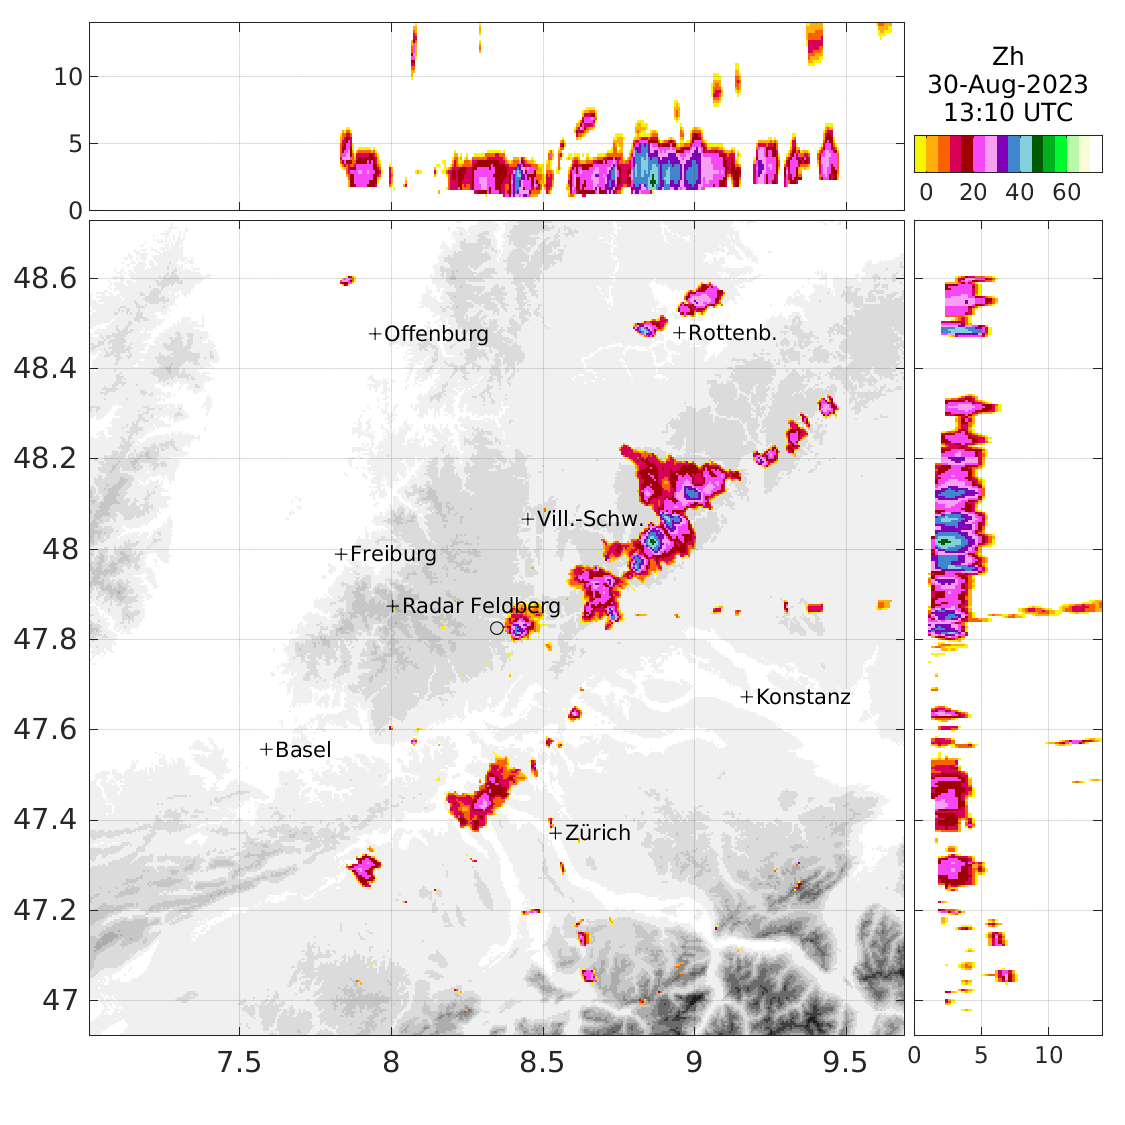 Zh
30-Aug-2023
13:10 UTC
0 20 40 60
10
5
0
48.6
48.4
48.2
48
47.8
47.6
47.4
47.2
47
Offenburg
Rottenb.
Vill.-Schw.
Freiburg
Radar Feldberg
Konstanz
Basel
Zürich
7.5 8 8.5 9 9.5
0 5 10